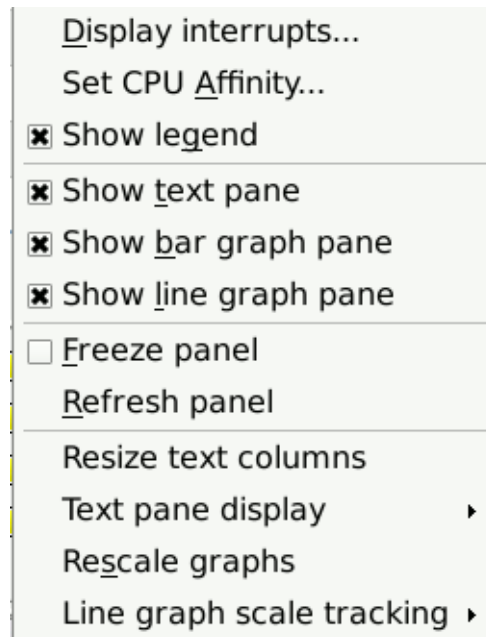 Display interrupts...
Set CPU Affinity...
Show legend
Show text pane
Show bar graph pane
Show line graph pane
Freeze panel
Refresh panel
Resize text columns
Text pane display
Rescale graphs
Line graph scale tracking